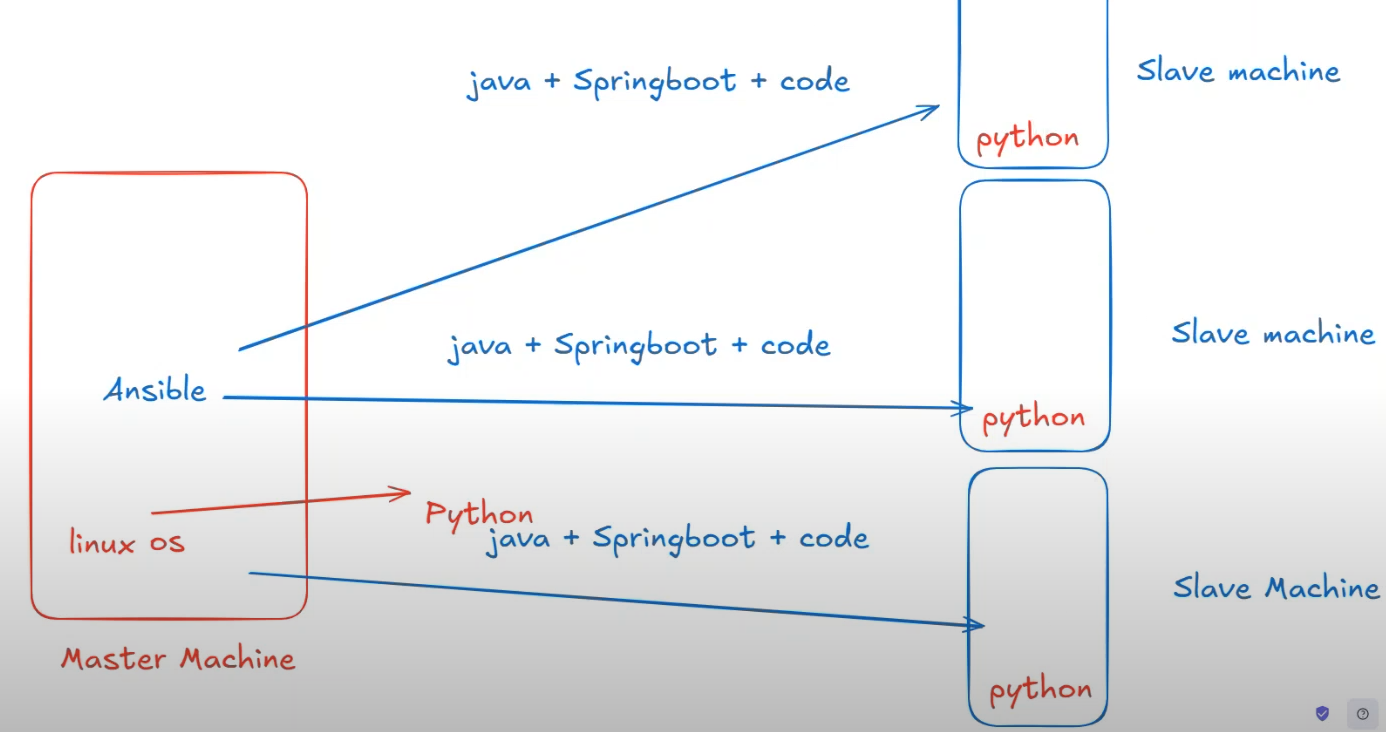 java + Springboot + code
Slave machine
python
java + Springboot + code
Slave machine
Ansible
python
Python
linux os
java + Springboot + code
Slave Machine
Master Machine
python